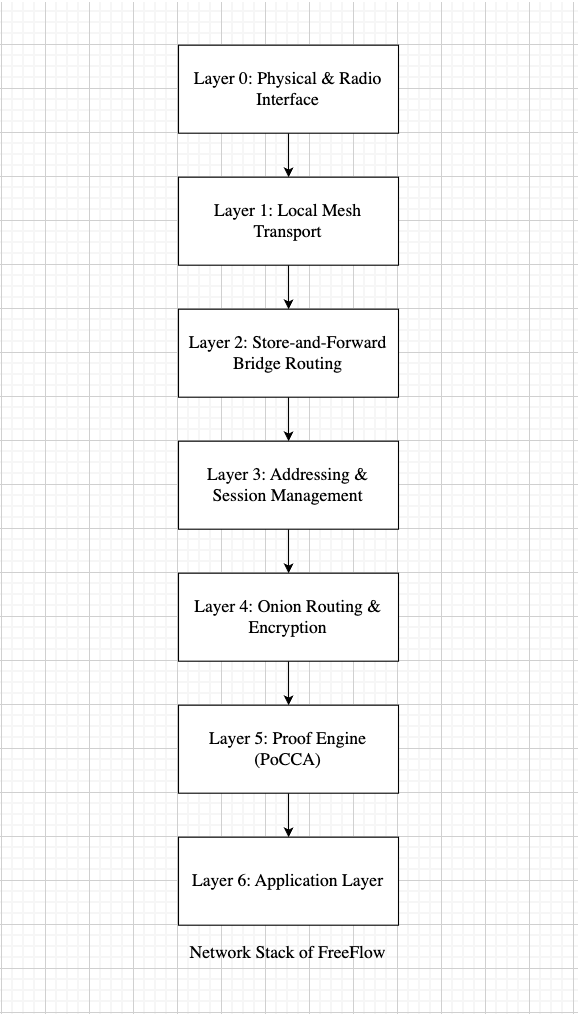 Layer 0: Physical & Radio
Interface
Layer 1: Local Mesh
Transport
Layer 2: Store-and-Forward
Bridge Routing
Layer 3: Addressing &
Session Management
Layer 4: Onion Routing &
Encryption
Layer 5: Proof Engine
(PoCCA)
Layer 6: Application Layer
Network Stack of FreeFlow